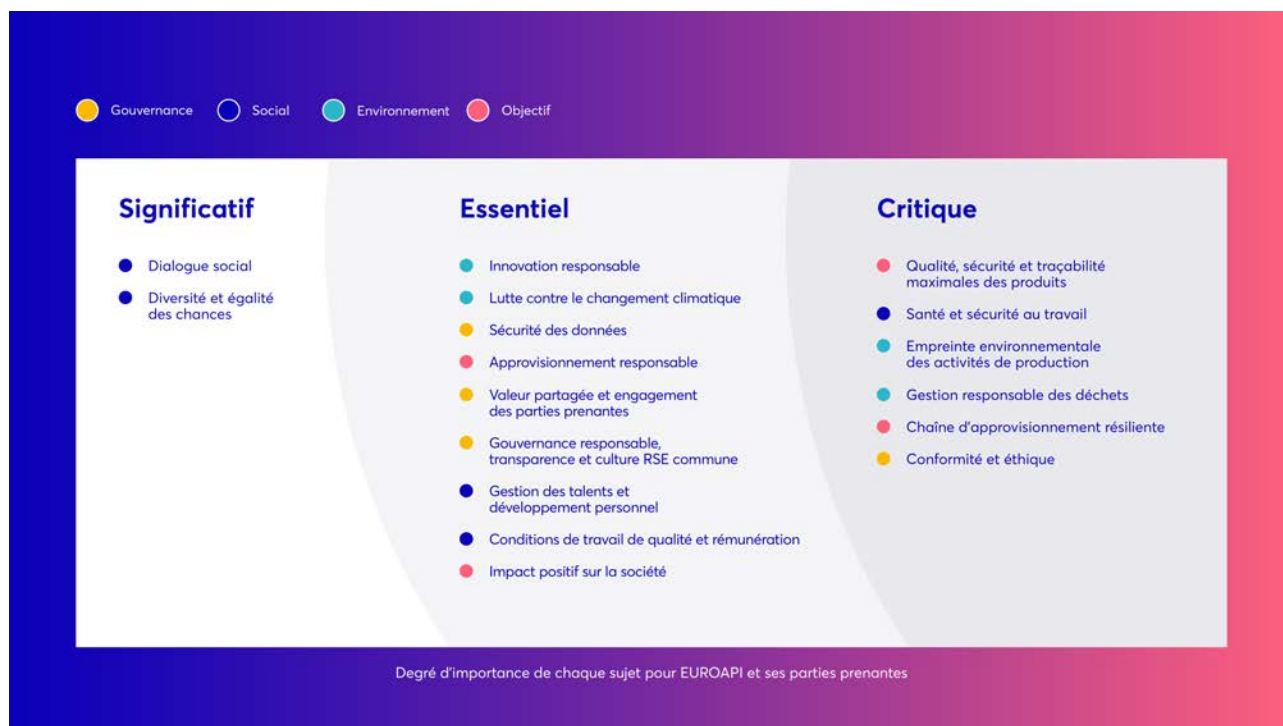 Gouvernance Social Environnement Objectif
Significatif
Dialogue social
Diversité et égalité
des chances
Essentiel
Innovation responsable
Lutte contre le changement climatique
Sécurité des données
Approvisionnement responsable
Valeur partagée et engagement
des parties prenantes
Gouvernance responsable,
transparence et culture RSE commune
Gestion des talents et
développement personnel
Conditions de travail de qualité et rémunération
Impact positif sur la société
Critique
Qualité, sécurité et traçabilité
maximales des produits
Santé et sécurité au travail
Empreinte environnementale
des activités de production
Gestion responsable des déchets
Chaîne d'approvisionnement résiliente
Conformité et éthique
Degré d'importance de chaque sujet pour EUROAPI et ses parties prenantes